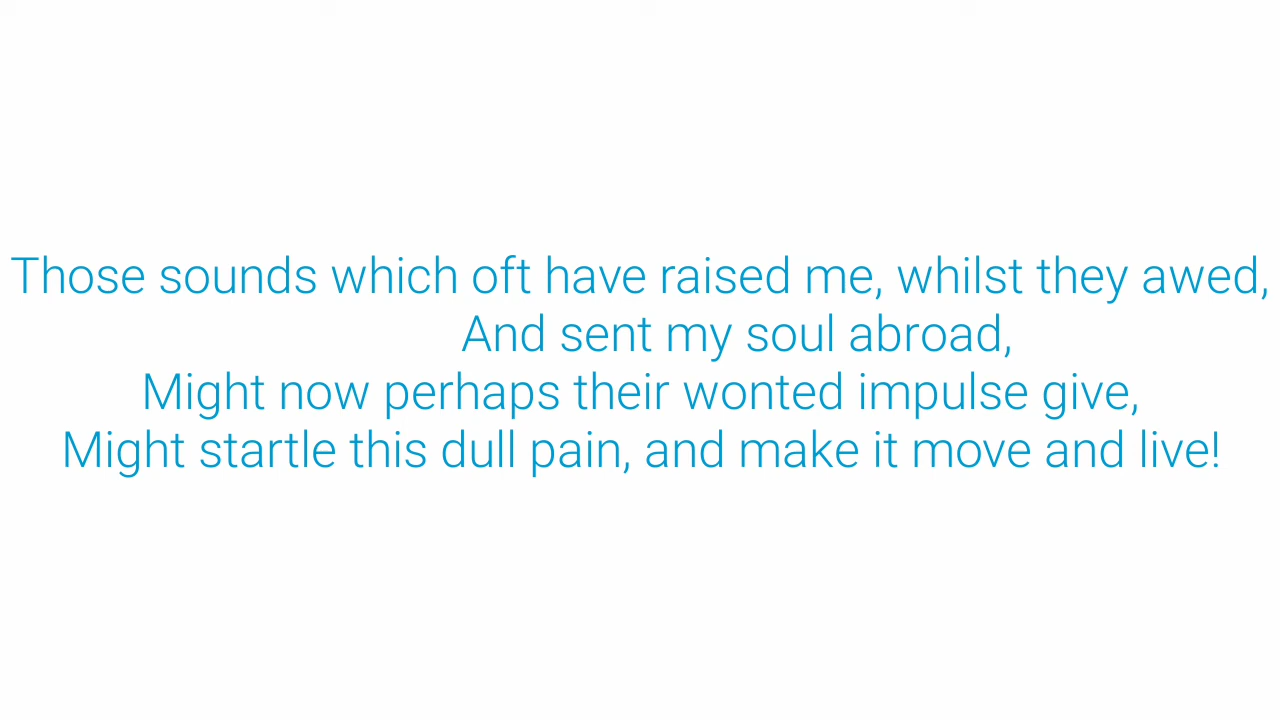 Those sounds which oft have raised me, whilst they awed,
And sent my soul abroad,
Might now perhaps their wonted impulse give,
Might startle this dull pain, and make it move and live!